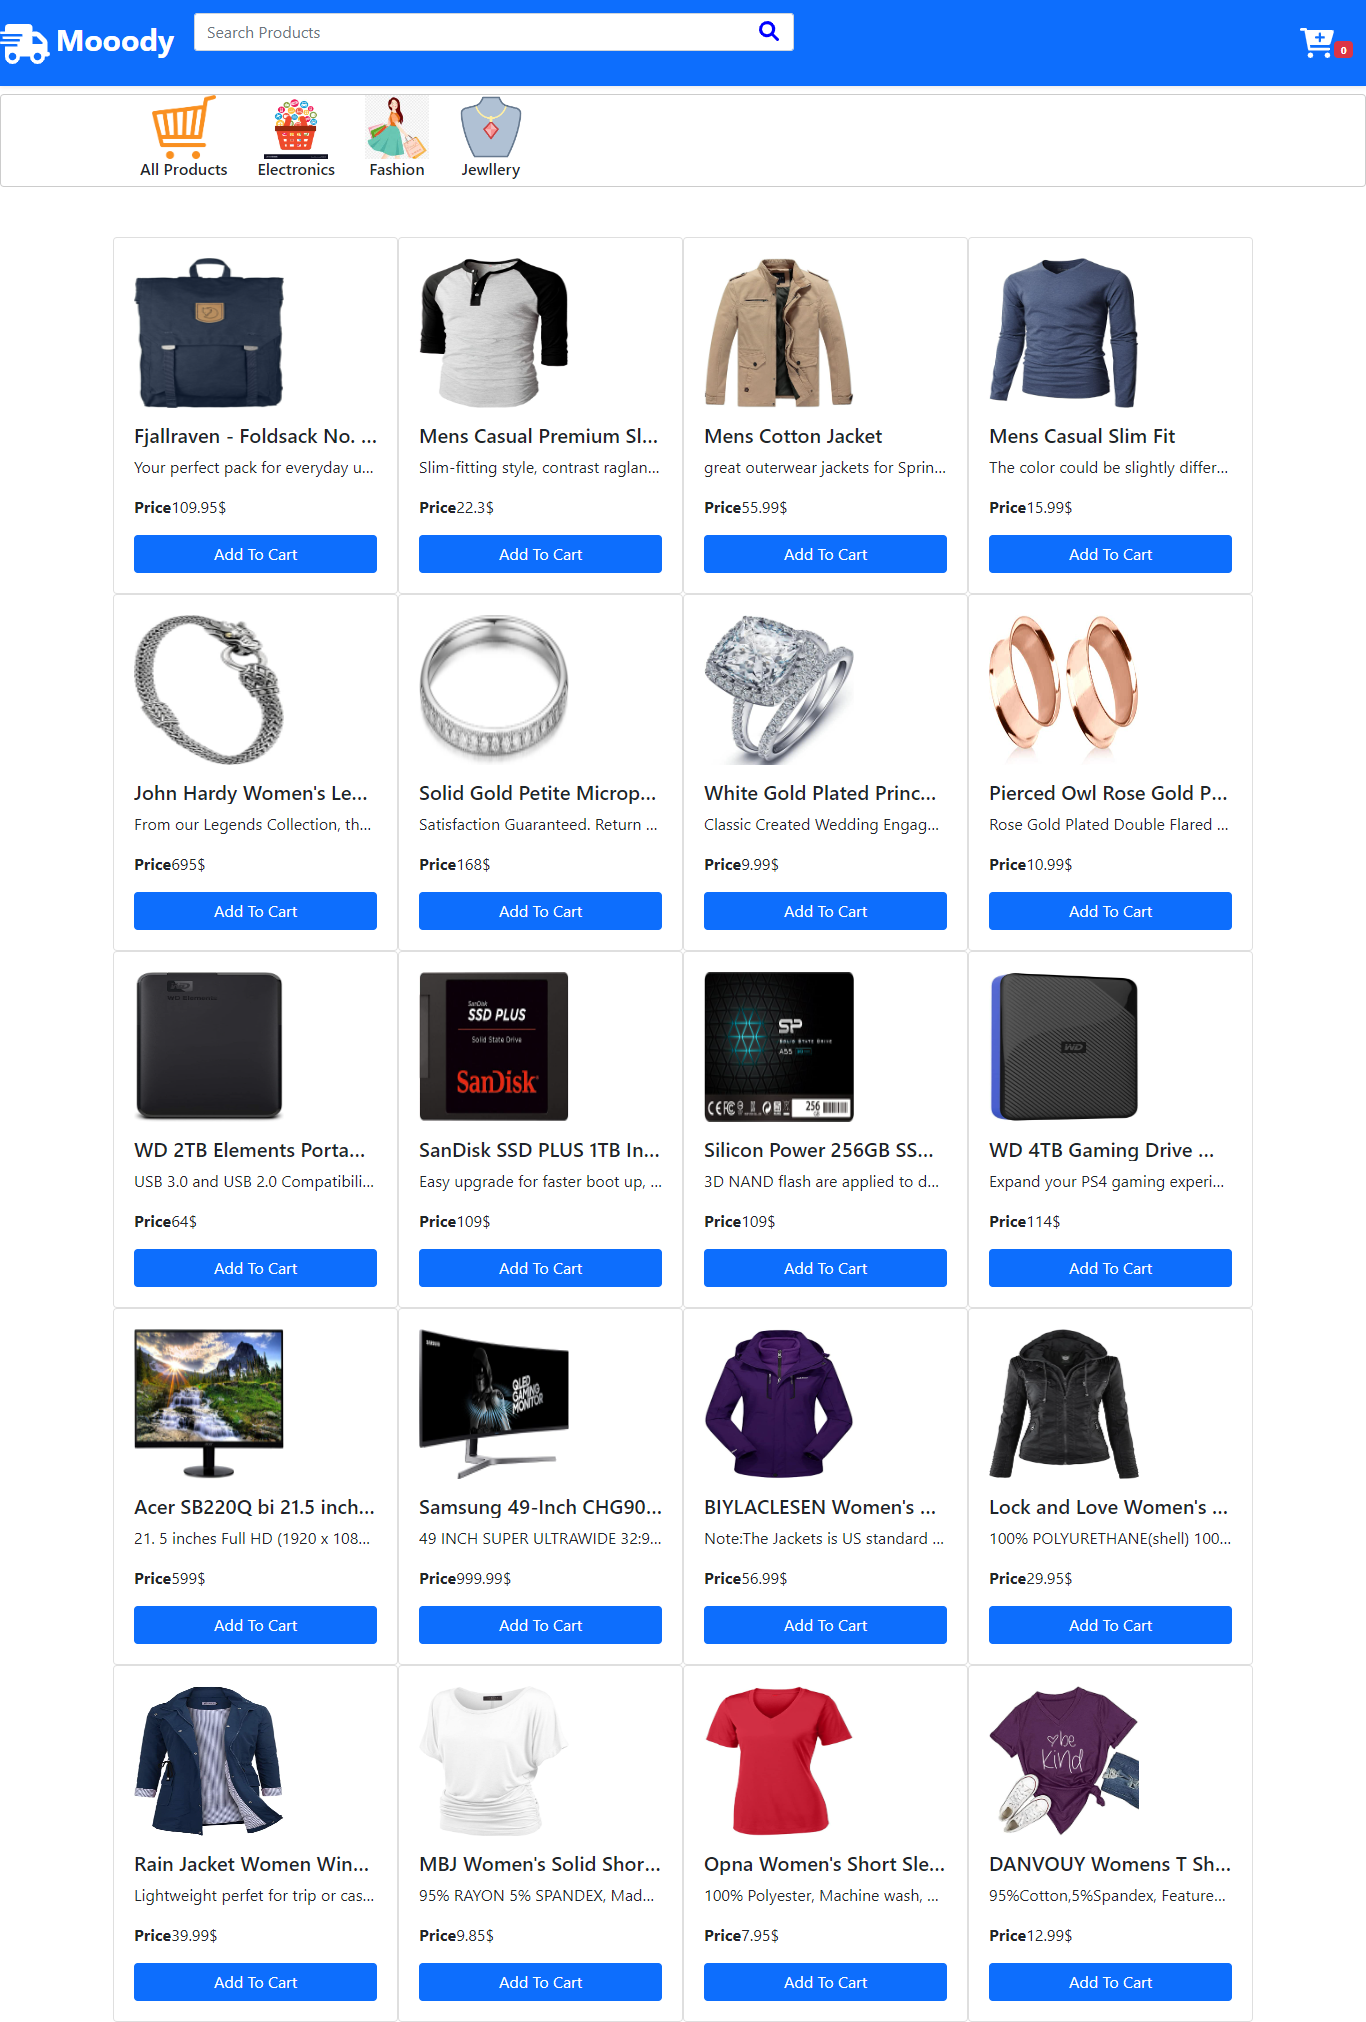 Mooody
Search Products
0
All Products
Electronics
Fashion
Jewllery
Fjallraven - Foldsack No. ...
Your perfect pack for everyday u...
Price109.95$
Add To Cart
Mens Casual Premium Sl...
Slim-fitting style, contrast raglan...
Price22.3$
Add To Cart
Mens Cotton Jacket
great outerwear jackets for Sprin...
Price55.99$
Add To Cart
Mens Casual Slim Fit
The color could be slightly differ...
Price15.99$
Add To Cart
John Hardy Women's Le...
From our Legends Collection, th...
Price695$
Add To Cart
Solid Gold Petite Microp...
Satisfaction Guaranteed. Return ...
Price168$
Add To Cart
White Gold Plated Princ...
Classic Created Wedding Engag...
Price9.99$
Add To Cart
Pierced Owl Rose Gold P...
Rose Gold Plated Double Flared ...
Price10.99$
Add To Cart
WD
WD Elements
WD 2TB Elements Porta...
USB 3.0 and USB 2.0 Compatibili...
Price64$
Add To Cart
SanDisk
SSD PLUS
Solid State Drive
SanDisk
SanDisk SSD PLUS 1TB In...
Easy upgrade for faster boot up, ...
Price109$
Add To Cart
SP
SOLID STATE DRIVE
A55
256
Silicon Power 256GB SS...
3D NAND flash are applied to d...
Price109$
Add To Cart
WD
WD 4TB Gaming Drive ...
Expand your PS4 gaming experi...
Price114$
Add To Cart
Acer SB220Q bi 21.5 inch...
21. 5 inches Full HD (1920 x 108...
Price599$
Add To Cart
SAMSUNG
QLED
GAMING
MONITOR
Samsung 49-Inch CHG90...
49 INCH SUPER ULTRAWIDE 32:9...
Price999.99$
Add To Cart
BIYLACLESEN Women's ...
Note:The Jackets is US standard ...
Price56.99$
Add To Cart
Lock and Love Women's ...
100% POLYURETHANE(shell) 100...
Price29.95$
Add To Cart
Rain Jacket Women Win...
Lightweight perfet for trip or cas...
Price39.99$
Add To Cart
MBJ Women's Solid Shor...
95% RAYON 5% SPANDEX, Mad...
Price9.85$
Add To Cart
Opna Women's Short Sle...
100% Polyester, Machine wash, ...
Price7.95$
Add To Cart
be
kind
DANVOUY Womens T Sh...
95%Cotton,5%Spandex, Feature...
Price12.99$
Add To Cart